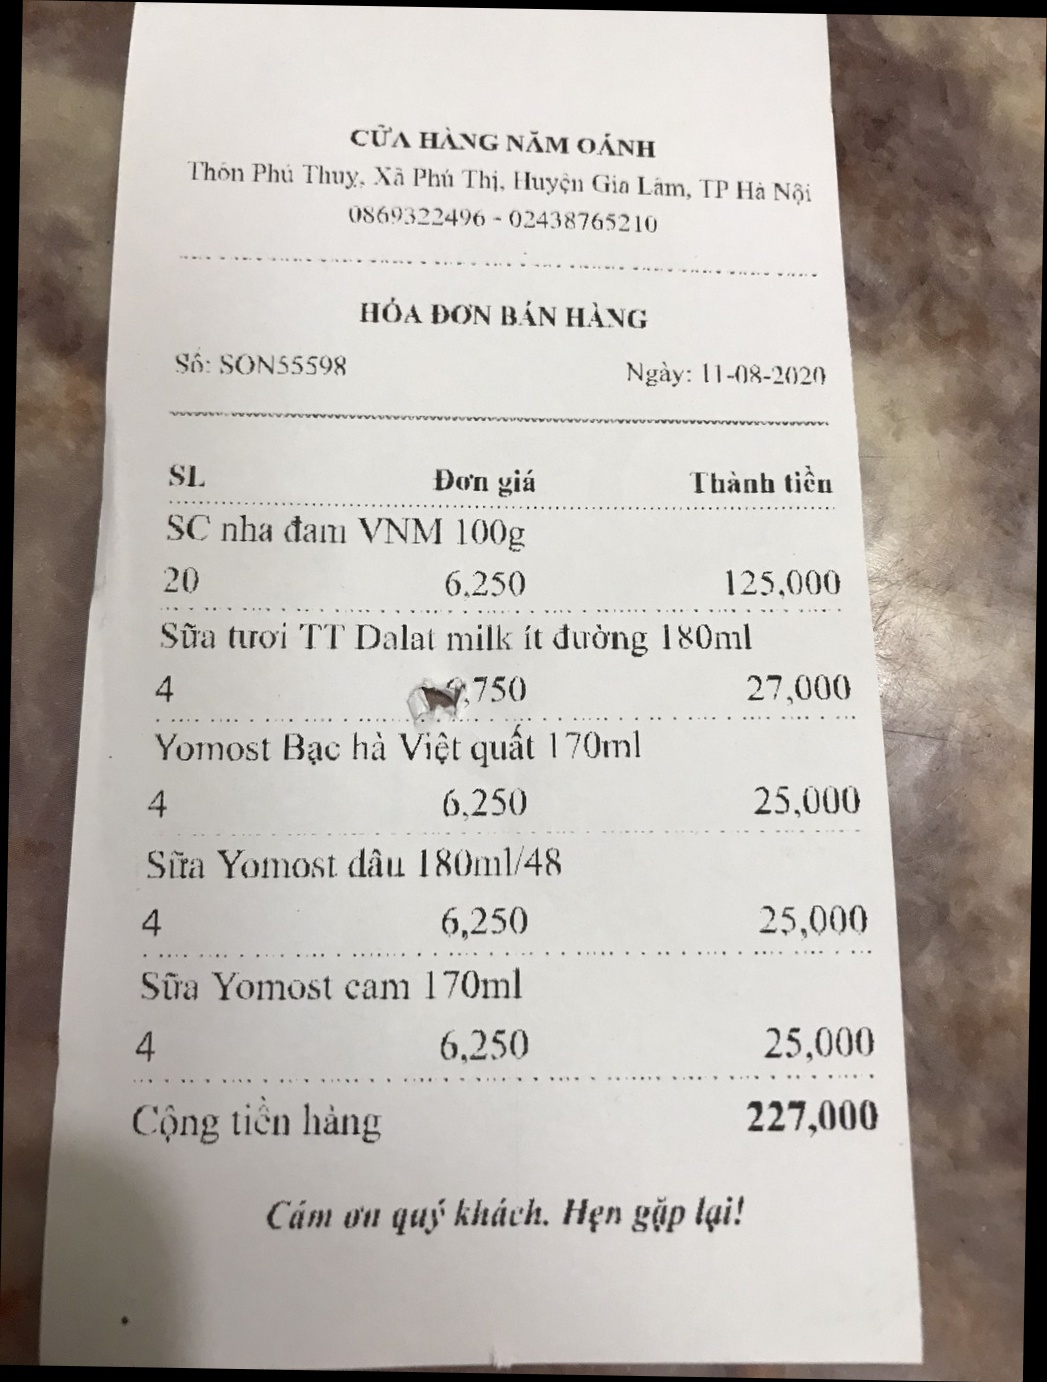 CỬA HÀNG NĂM OÁNH
Thôn Phú Thuỵ, Xã Phú Thị, Huyện Gia Lâm, TP Hà Nội
0869322496 - 02438765210
HÓA ĐƠN BÁN HÀNG
Số: SON55598 Ngày: 11-08-2020
SL Đơn giá Thành tiền
SC nha đam VNM 100g
20 6,250 125,000
Sữa tươi TT Dalat milk ít đường 180ml
4 27,000
Yomost Bạc hà Việt quất 170ml
4 6,250 25,000
Sữa Yomost dâu 180ml/48
4 6,250 25,000
Sữa Yomost cam 170ml
4 6,250 25,000
Cộng tiền hàng 227,000
Cám ơn quý khách. Hẹn gặp lại!